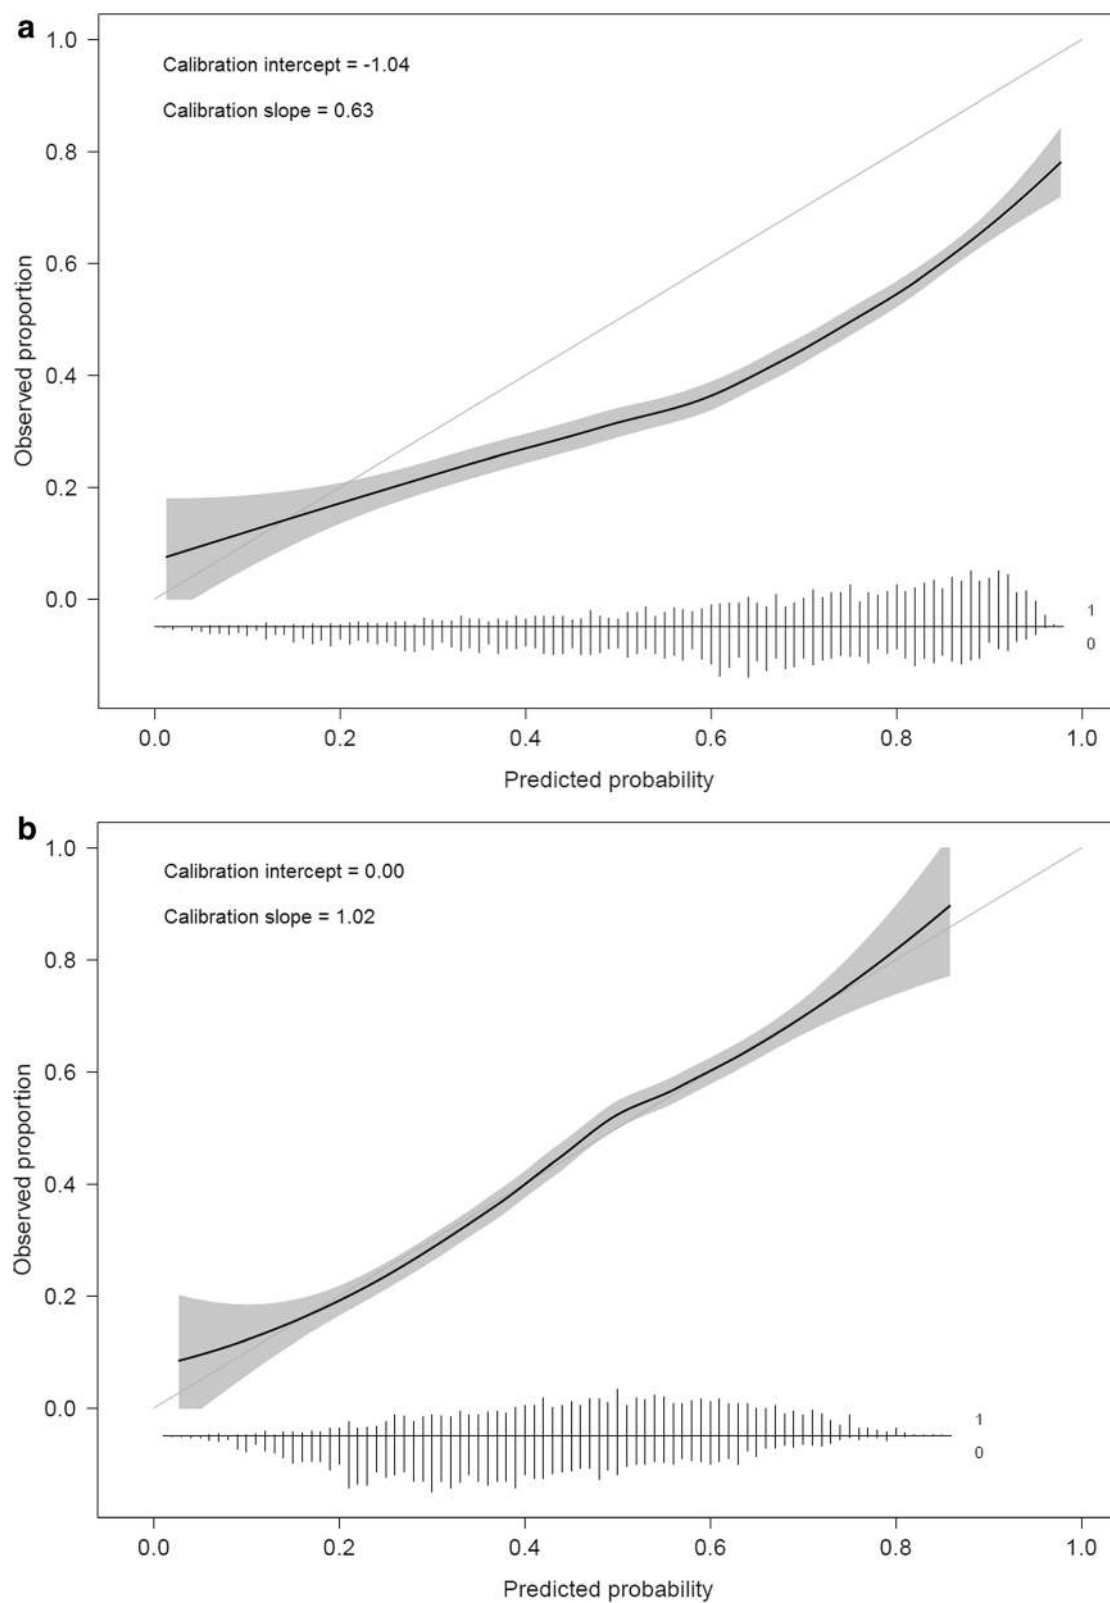 a
1.0
Calibration intercept = -1.04
Calibration slope = 0.63
0.8
0.6
0.4
0.2
0.0
Observed proportion
1
0
0.0 0.2 0.4 0.6 0.8 1.0
Predicted probability
b
1.0
Calibration intercept = 0.00
Calibration slope = 1.02
0.8
0.6
0.4
0.2
0.0
Observed proportion
1
0
0.0 0.2 0.4 0.6 0.8 1.0
Predicted probability